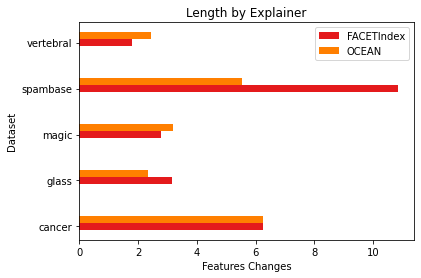 Length by Explainer
FACETIndex
OCEAN
vertebral
spambase
magic
glass
cancer
Dataset
0 2 4 6 8 10
Features Changes